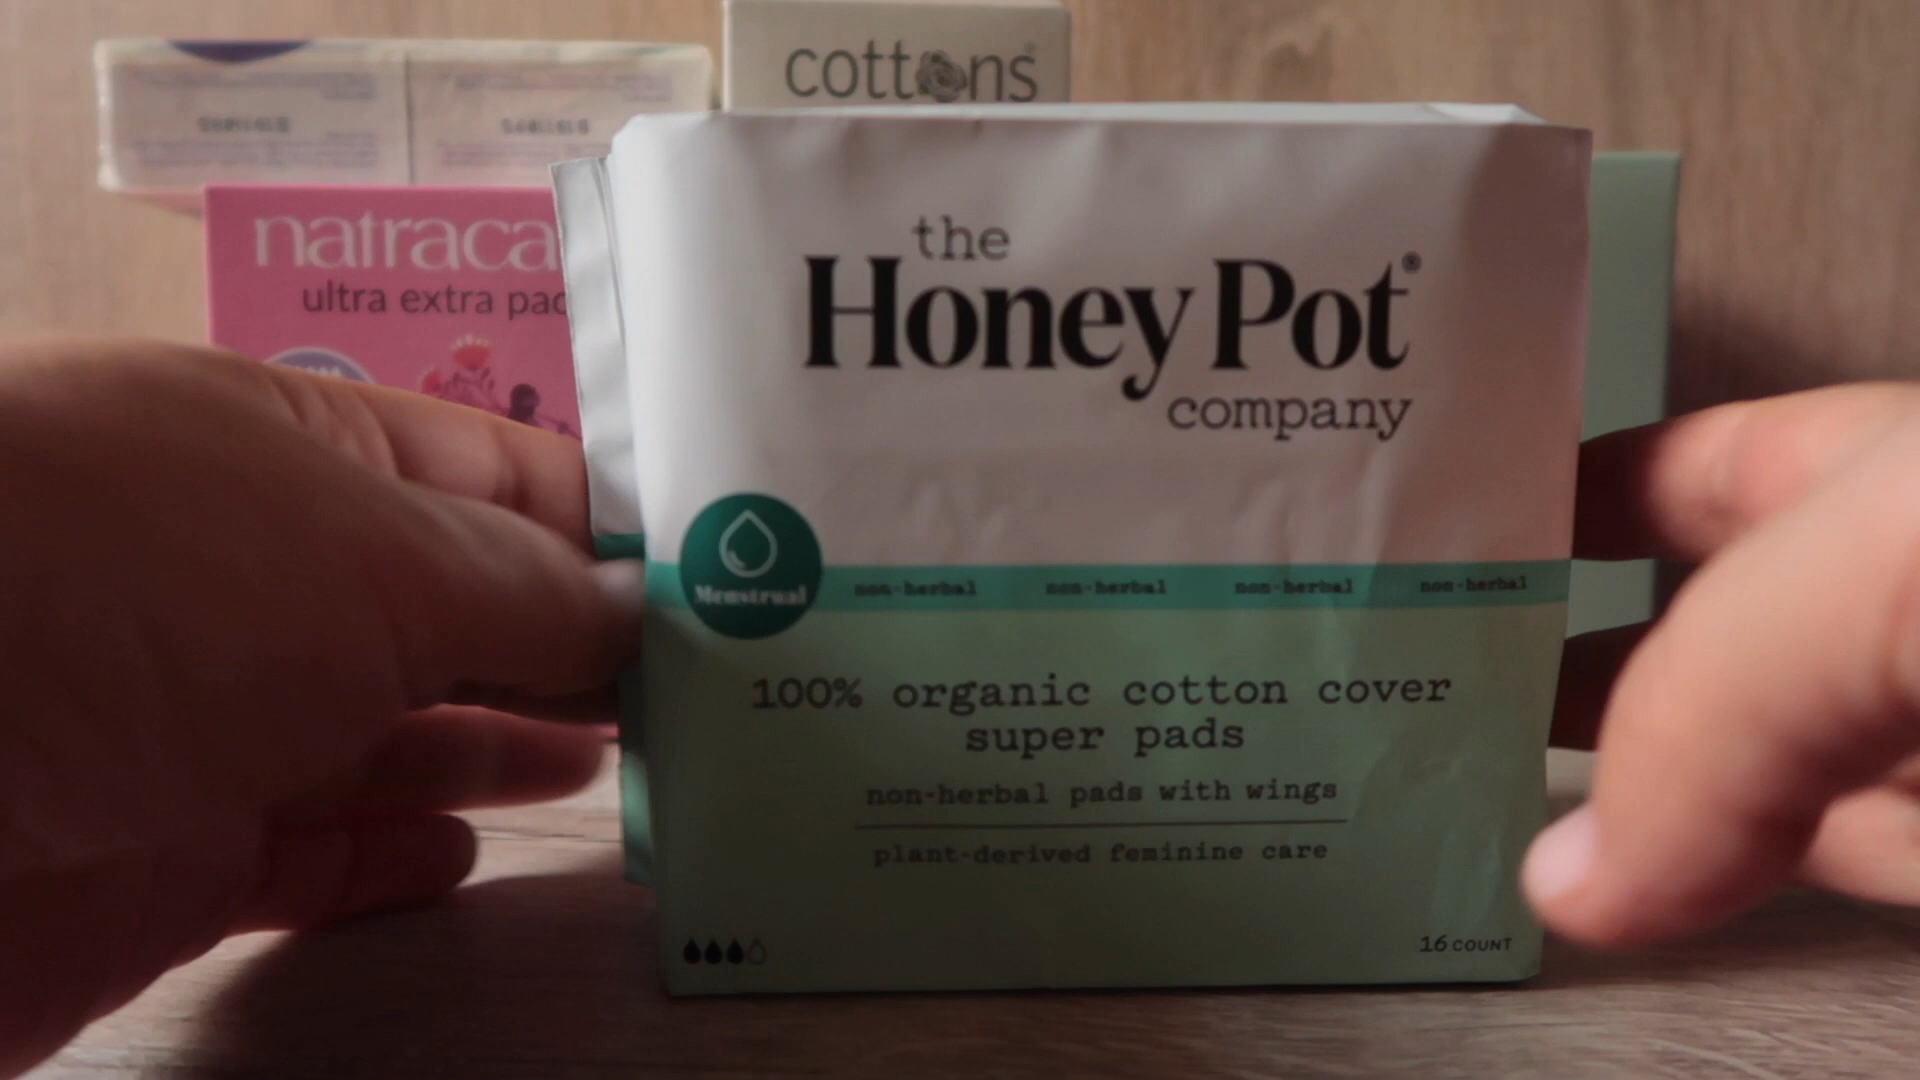 cottons
natraca
ultra extra pad
the
Honey Pot®
company
Menstrual
non-herbal non-herbal non-herbal non-herbal
100% organic cotton cover
super pads
non-herbal pads with wings
plant-derived feminine care
16 COUNT